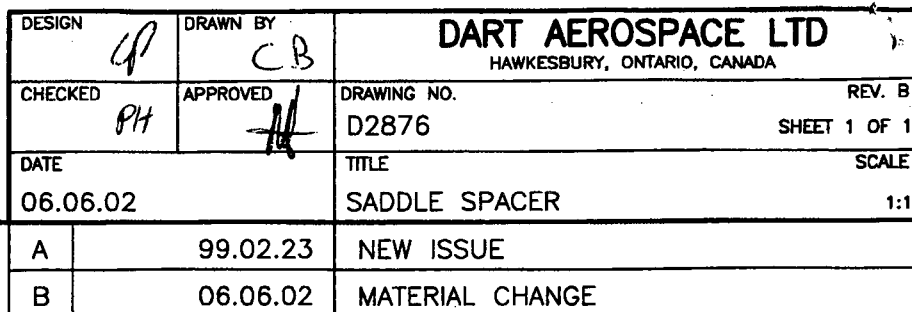 DESIGN
DRAWN BY
CB
DART AEROSPACE LTD
HAWKESBURY, ONTARIO, CANADA
CHECKED
PH
APPROVED
DRAWING NO.
REV. B
D2876
SHEET 1 OF 1
DATE
TITLE
SCALE
06.06.02
SADDLE SPACER
1:1
A 99.02.23 NEW ISSUE
B 06.06.02 MATERIAL CHANGE